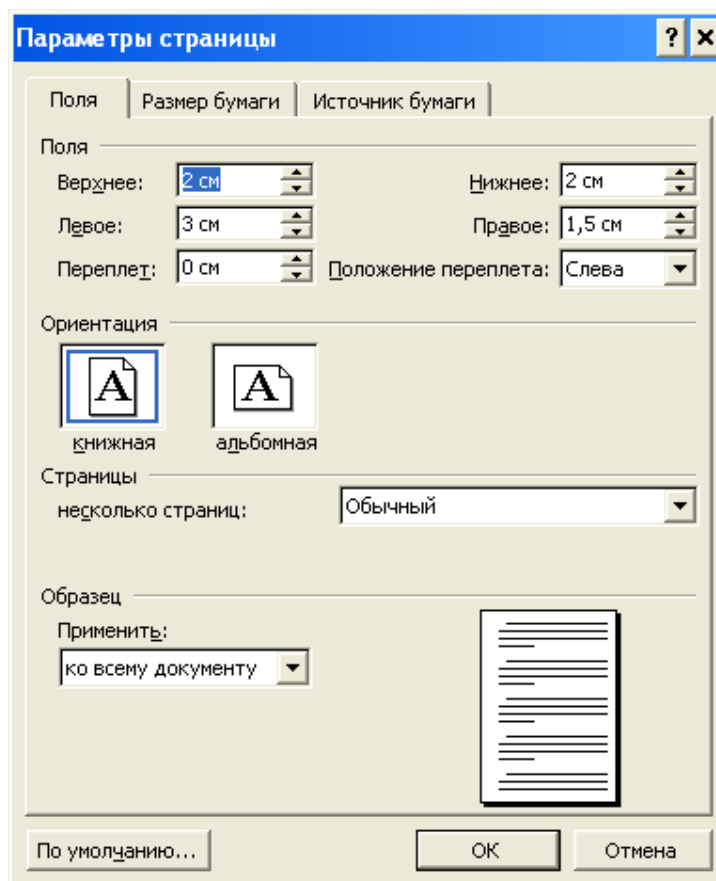 Параметры страницы
Поля Размер бумаги Источник бумаги
Поля
Верхнее: 2 см Нижнее: 2 см
Левое: 3 см Правое: 1,5 см
Переплет: 0 см Положение переплета: Слева
Ориентация
A A
книжная альбомная
Страницы
несколько страниц: Обычный
Образец
Применить:
ко всему документу
По умолчанию... ОК Отмена